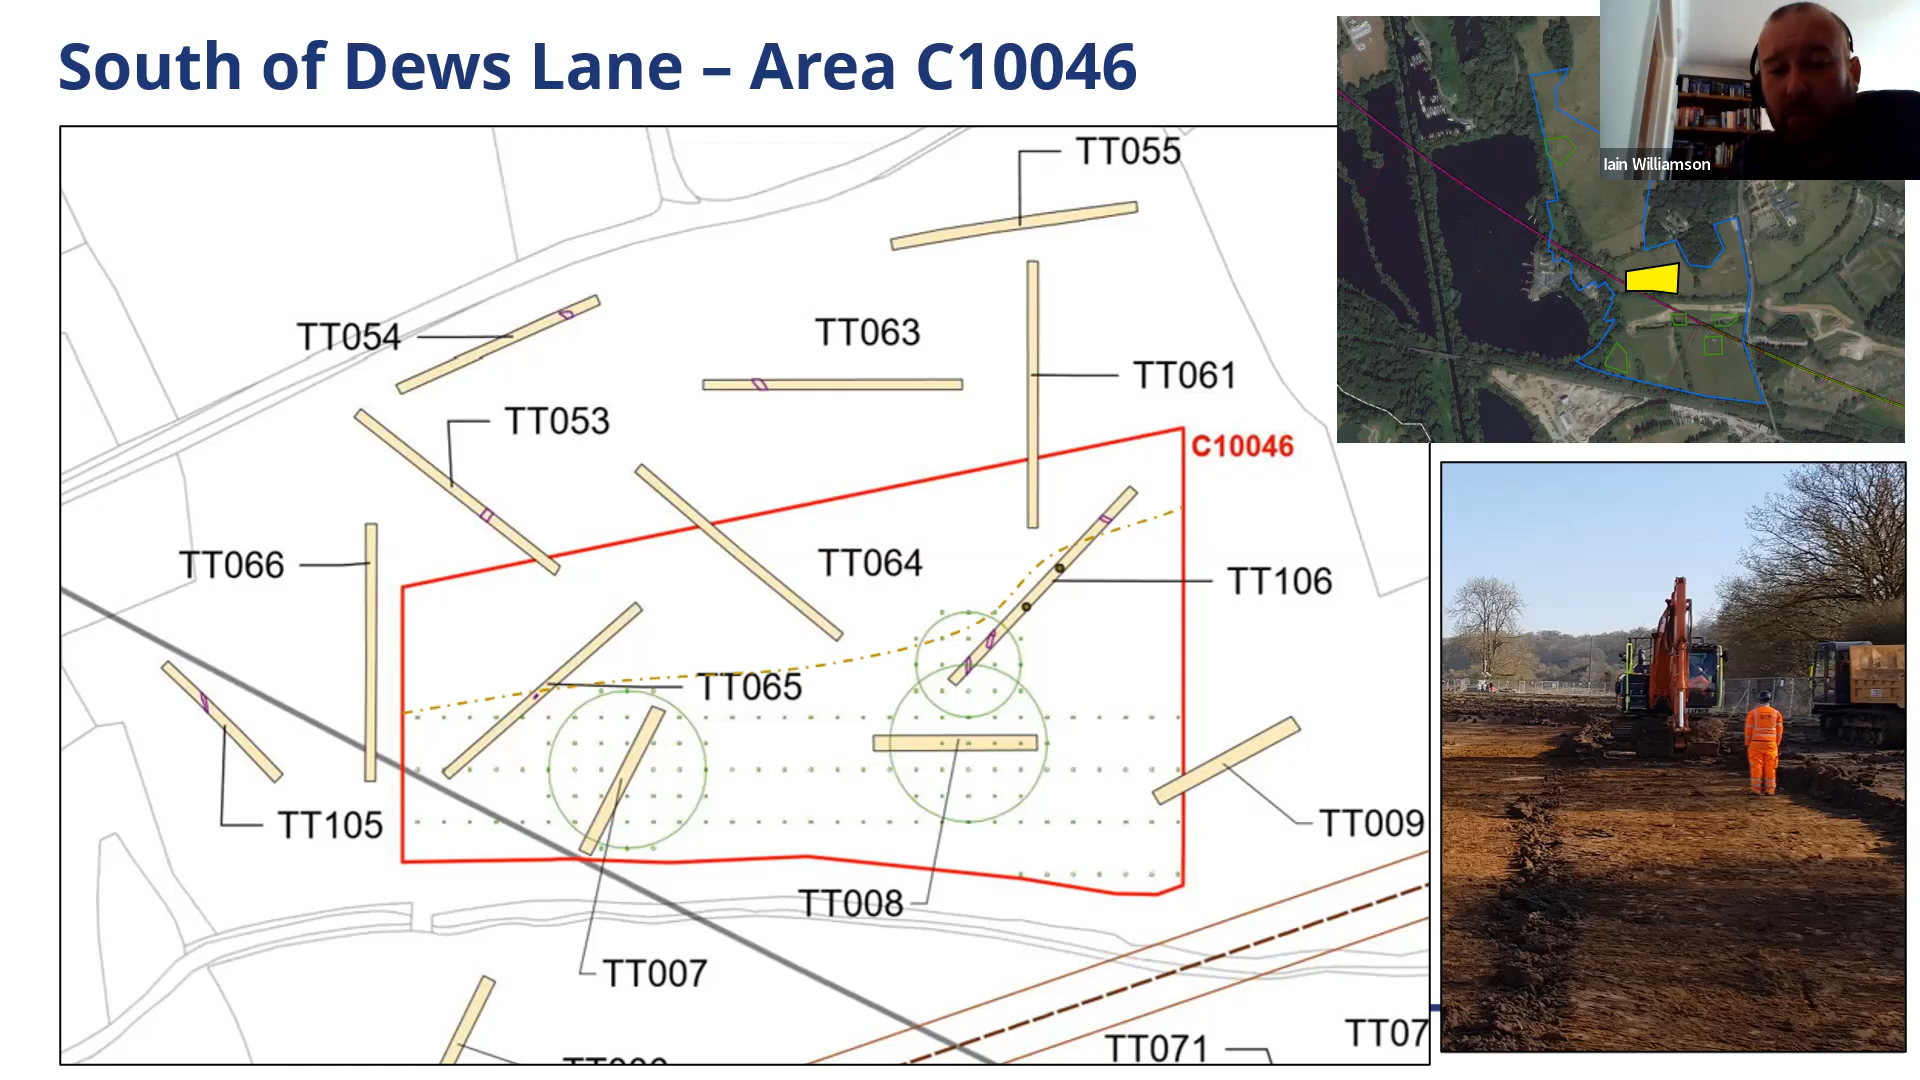 South of Dews Lane – Area C10046
Iain Williamson
TT055
TT054
TT063
TT061
TT053
C10046
TT066
TT064
TT106
TT065
TT105
TT009
TT008
TT007
TT071
TT07